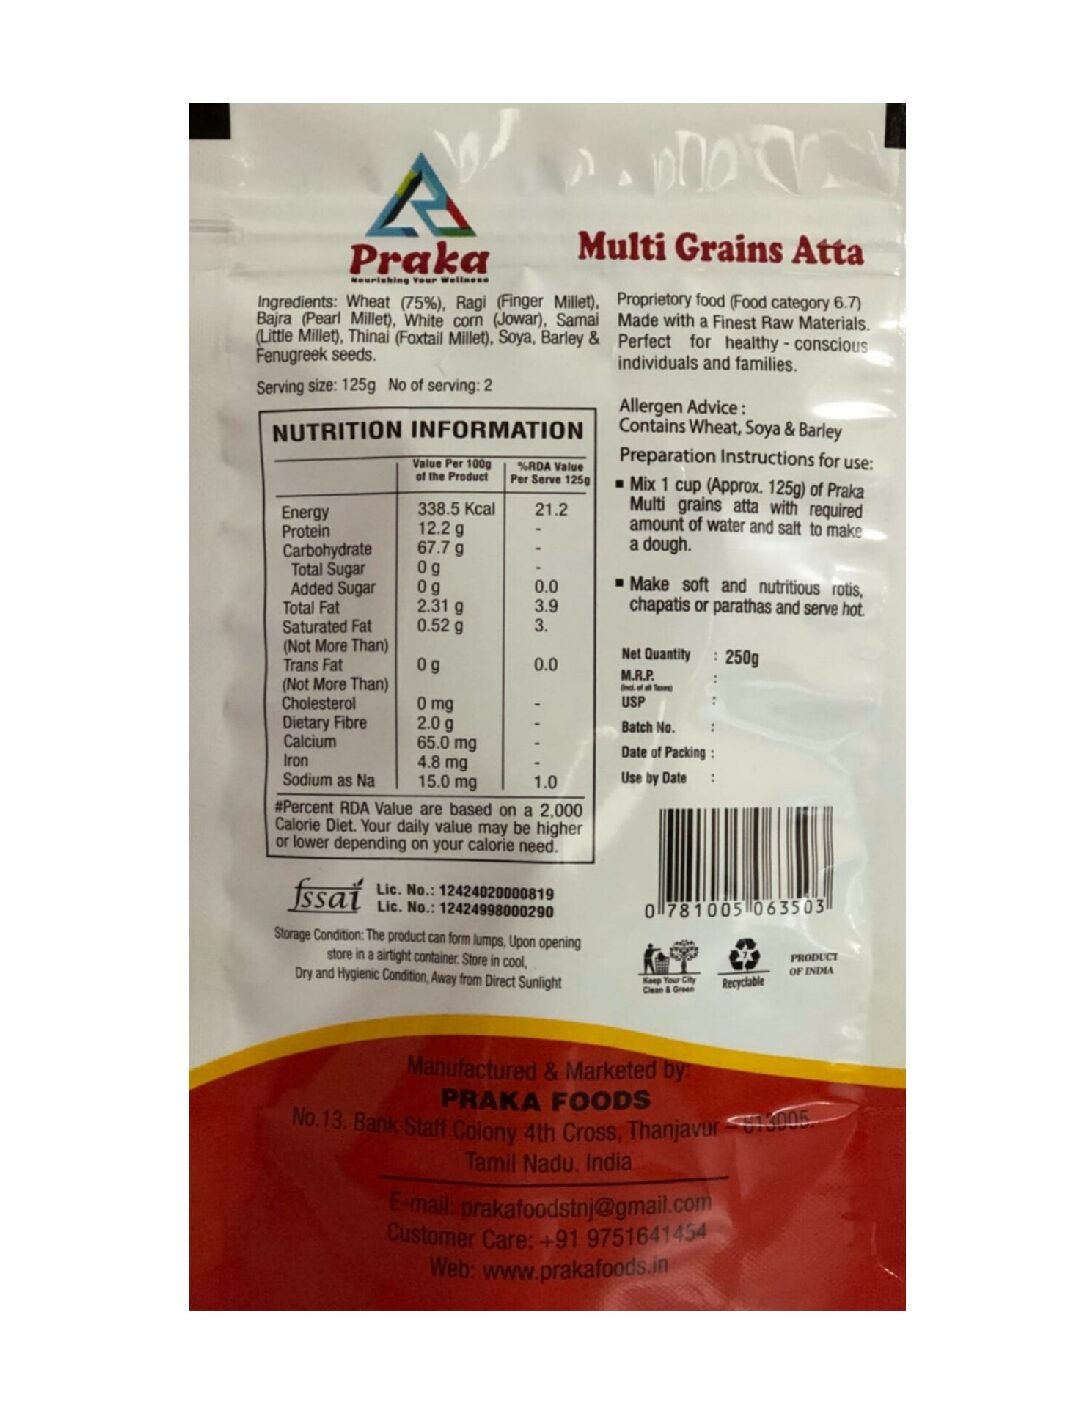 Praka
Nourishing Your Wellness
Multi Grains Atta
Ingredients: Wheat (75%), Ragi (Finger Millet),
Bajra (Pearl Millet), White corn (Jowar), Samai
(Little Millet), Thinai (Foxtail Millet), Soya, Barley &
Fenugreek seeds.
Serving size: 125g No of serving: 2
NUTRITION INFORMATION
Value Per 100g
of the Product
%RDA Value
Per Serve 125g
Energy 338.5 Kcal 21.2
Protein 12.2 g -
Carbohydrate 67.7 g -
Total Sugar 0 g -
Added Sugar 0 g 0.0
Total Fat 2.31 g 3.9
Saturated Fat 0.52 g 3.
(Not More Than)
Trans Fat 0 g 0.0
(Not More Than)
Cholesterol 0 mg -
Dietary Fibre 2.0 g -
Calcium 65.0 mg -
Iron 4.8 mg -
Sodium as Na 15.0 mg 1.0
#Percent RDA Value are based on a 2,000
Calorie Diet. Your daily value may be higher
or lower depending on your calorie need.
fssai
Lic. No.: 12424020000819
Lic. No.: 12424998000290
Storage Condition: The product can form lumps, Upon opening
store in a airtight container. Store in cool,
Dry and Hygienic Condition, Away from Direct Sunlight
Proprietory food (Food category 6.7)
Made with a Finest Raw Materials.
Perfect for healthy - conscious
individuals and families.
Allergen Advice :
Contains Wheat, Soya & Barley
Preparation Instructions for use:
▪ Mix 1 cup (Approx. 125g) of Praka
Multi grains atta with required
amount of water and salt to make
a dough.
▪ Make soft and nutritious rotis,
chapatis or parathas and serve hot.
Net Quantity : 250g
M.R.P. :
(Incl. of all Taxes)
USP :
Batch No. :
Date of Packing :
Use by Date :
0 781005 063503
Keep Your City
Clean & Green
7
Recyclable
PRODUCT
OF INDIA
Manufactured & Marketed by:
PRAKA FOODS
No.13. Bank Staff Colony 4th Cross, Thanjavur – 613005.
Tamil Nadu. India
E-mail: prakafoodstnj@gmail.com
Customer Care: +91 9751641454
Web: www.prakafoods.in